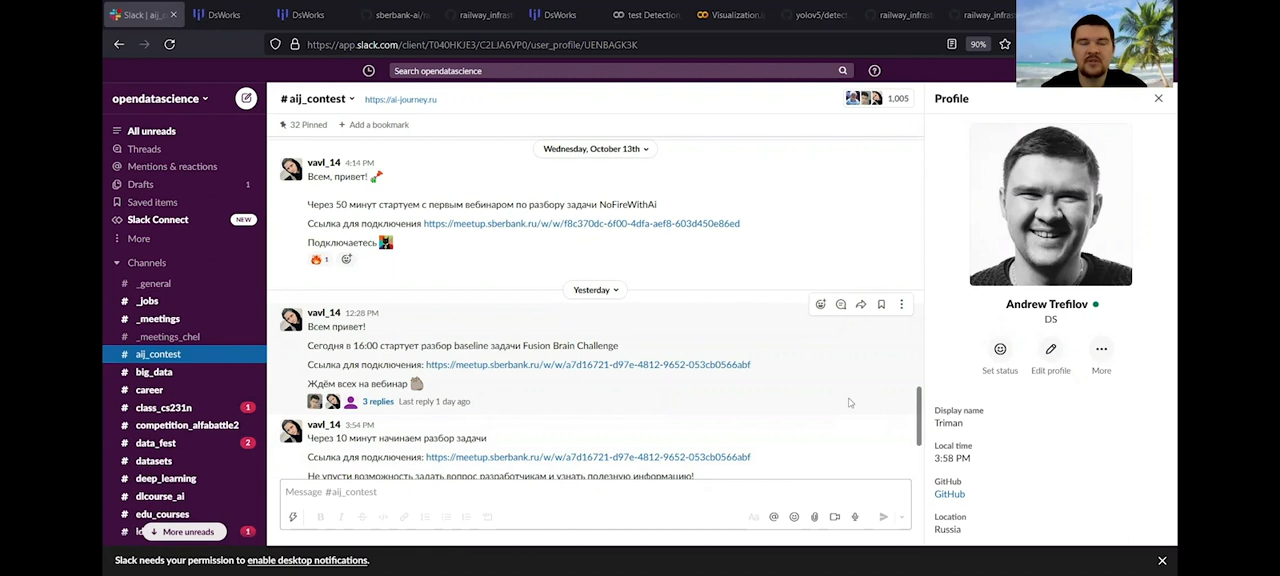 Slack | aij_c
DsWorks
DsWorks
sberbank-ai/ra
railway_infrast
DsWorks
test Detection
Visualization.i
yolov5/detect
railway_infrast
railway_infrast
https://app.slack.com/client/T040HKJE3/C2LJA6VP0/user_profile/UENBAGK3K
90%
Search opendatascience
opendatascience
All unreads
Threads
Mentions & reactions
Drafts 1
Saved items
Slack Connect NEW
More
Channels
# _general
# _jobs
# _meetings
# _meetings_chel
# aij_contest
# big_data
# career
# class_cs231n 1
# competition_alfabattle2
# data_fest 2
# datasets
# deep_learning
# dlcourse_ai
# edu_courses
# id 1
More unreads
# aij_contest https://ai-journey.ru
1,005
32 Pinned + Add a bookmark
Wednesday, October 13th
vavl_14 4:14 PM
Всем, привет!
Через 50 минут стартуем с первым вебинаром по разбору задачи NoFireWithAi
Ссылка для подключения https://meetup.sberbank.ru/w/w/f8c370dc-6f00-4dfa-aef8-603d450e86ed
Подключаетесь
1
Yesterday
vavl_14 12:28 PM
Всем привет!
Сегодня в 16:00 стартует разбор baseline задачи Fusion Brain Challenge
Ссылка для подключения: https://meetup.sberbank.ru/w/w/a7d16721-d97e-4812-9652-053cb0566abf
Ждём всех на вебинар
3 replies Last reply 1 day ago
vavl_14 3:54 PM
Через 10 минут начинаем разбор задачи
Ссылка для подключения: https://meetup.sberbank.ru/w/w/a7d16721-d97e-4812-9652-053cb0566abf
Не упусти возможность задать вопрос разработчикам и узнать полезную информацию!
Message #aij_contest
B
I
Aa
@
Profile
Andrew Trefilov
DS
Set status
Edit profile
More
Display name
Triman
Local time
3:58 PM
GitHub
GitHub
Location
Russia
Slack needs your permission to enable desktop notifications.